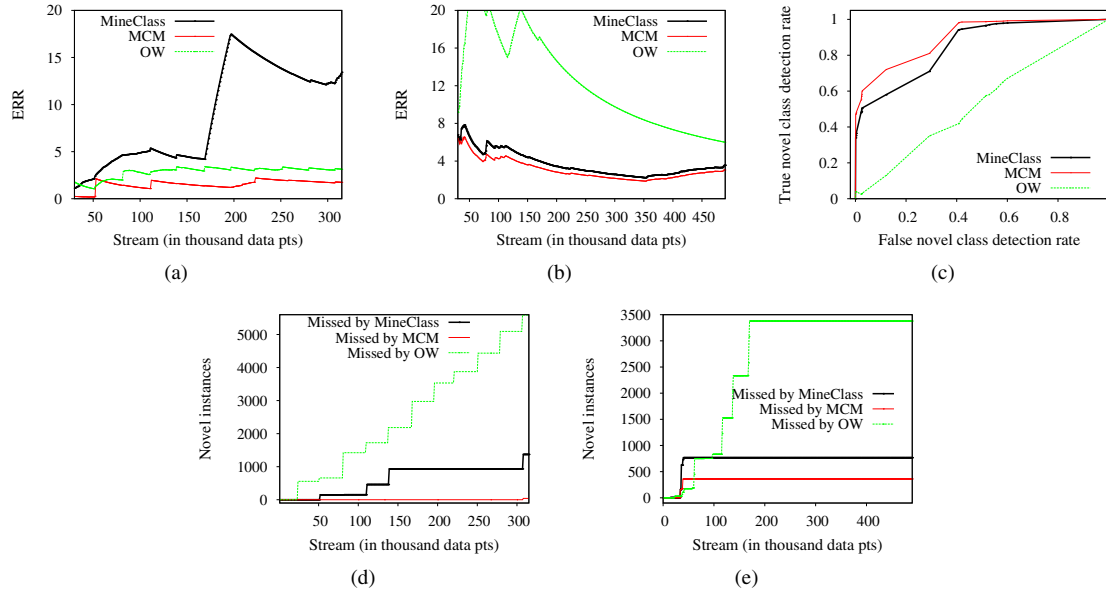 ERR
20
15
10
5
0
MineClass
MCM
OW
50 100 150 200 250 300
Stream (in thousand data pts)
(a)
ERR
20
16
12
8
4
0
MineClass
MCM
OW
50 100 150 200 250 300 350 400 450
Stream (in thousand data pts)
(b)
True novel class detection rate
1
0.8
0.6
0.4
0.2
0
MineClass
MCM
OW
0 0.2 0.4 0.6 0.8
False novel class detection rate
(c)
Novel instances
5000
4000
3000
2000
1000
0
Missed by MineClass
Missed by MCM
Missed by OW
50 100 150 200 250 300
Stream (in thousand data pts)
(d)
Novel instances
3500
3000
2500
2000
1500
1000
500
0
Missed by MineClass
Missed by MCM
Missed by OW
0 100 200 300 400
Stream (in thousand data pts)
(e)